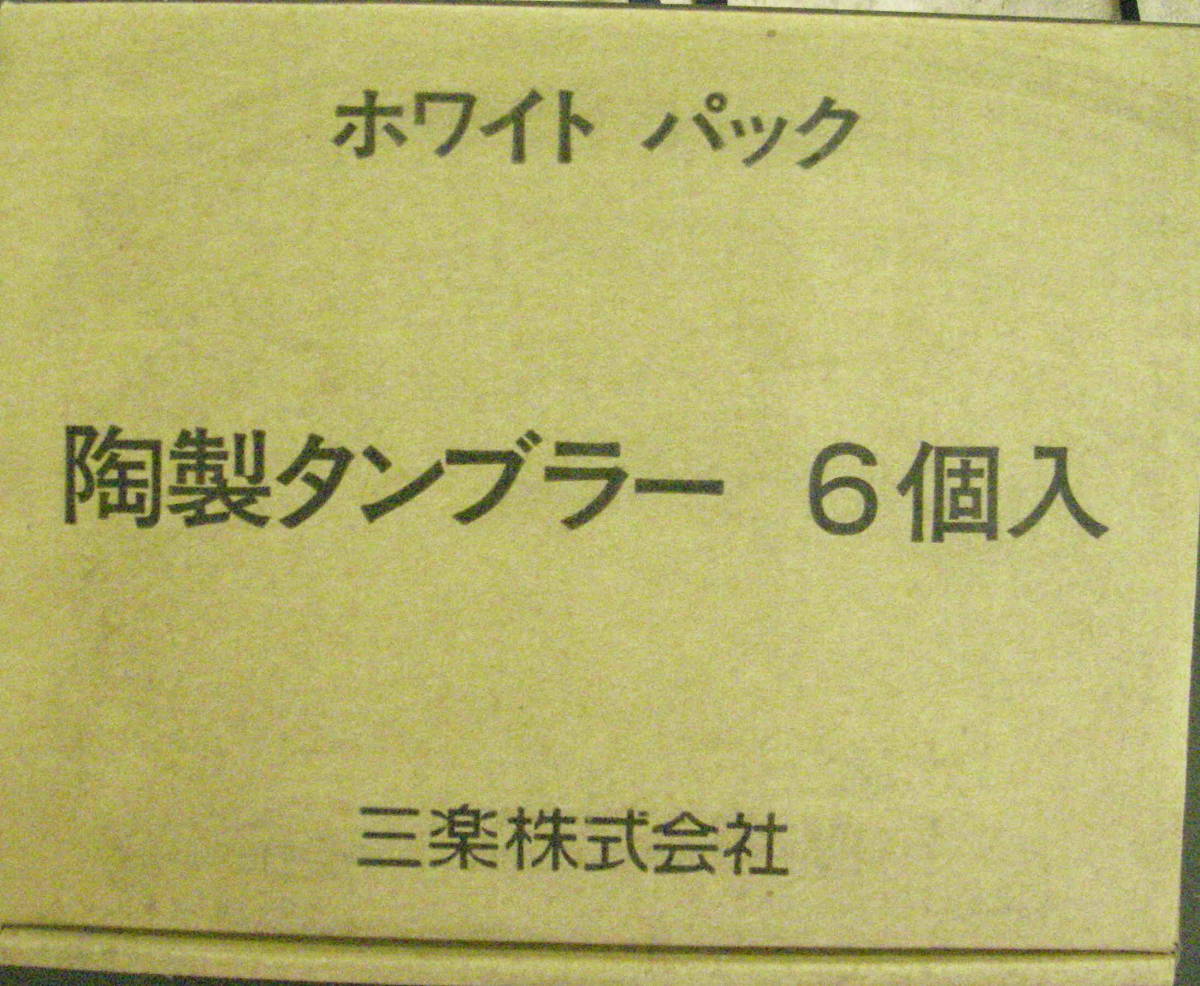 ホワイト パック
陶製タンブラー 6個入
三楽株式会社